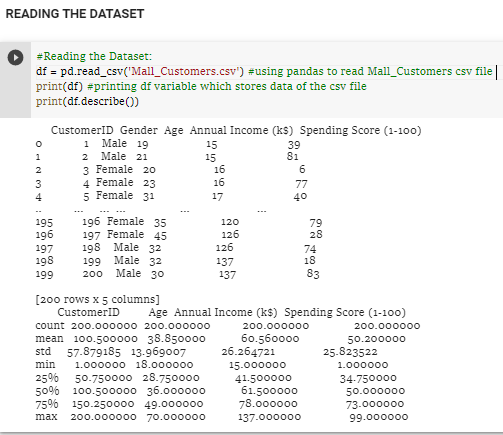 READING THE DATASET
#Reading the Dataset:
df = pd.read_csv('Mall_Customers.csv') #using pandas to read Mall_Customers csv file
print(df) #printing df variable which stores data of the csv file
print(df.describe())
CustomerID Gender Age Annual Income (k$) Spending Score (1-100)
0 1 Male 19 15 39
1 2 Male 21 15 81
2 3 Female 20 16 6
3 4 Female 23 16 77
4 5 Female 31 17 40
.. ... ... ... ... ...
195 196 Female 35 120 79
196 197 Female 45 126 28
197 198 Male 32 126 74
198 199 Male 32 137 18
199 200 Male 30 137 83
[200 rows x 5 columns]
CustomerID Age Annual Income (k$) Spending Score (1-100)
count 200.000000 200.000000 200.000000 200.000000
mean 100.500000 38.850000 60.560000 50.200000
std 57.879185 13.969007 26.264721 25.823522
min 1.000000 18.000000 15.000000 1.000000
25% 50.750000 28.750000 41.500000 34.750000
50% 100.500000 36.000000 61.500000 50.000000
75% 150.250000 49.000000 78.000000 73.000000
max 200.000000 70.000000 137.000000 99.000000